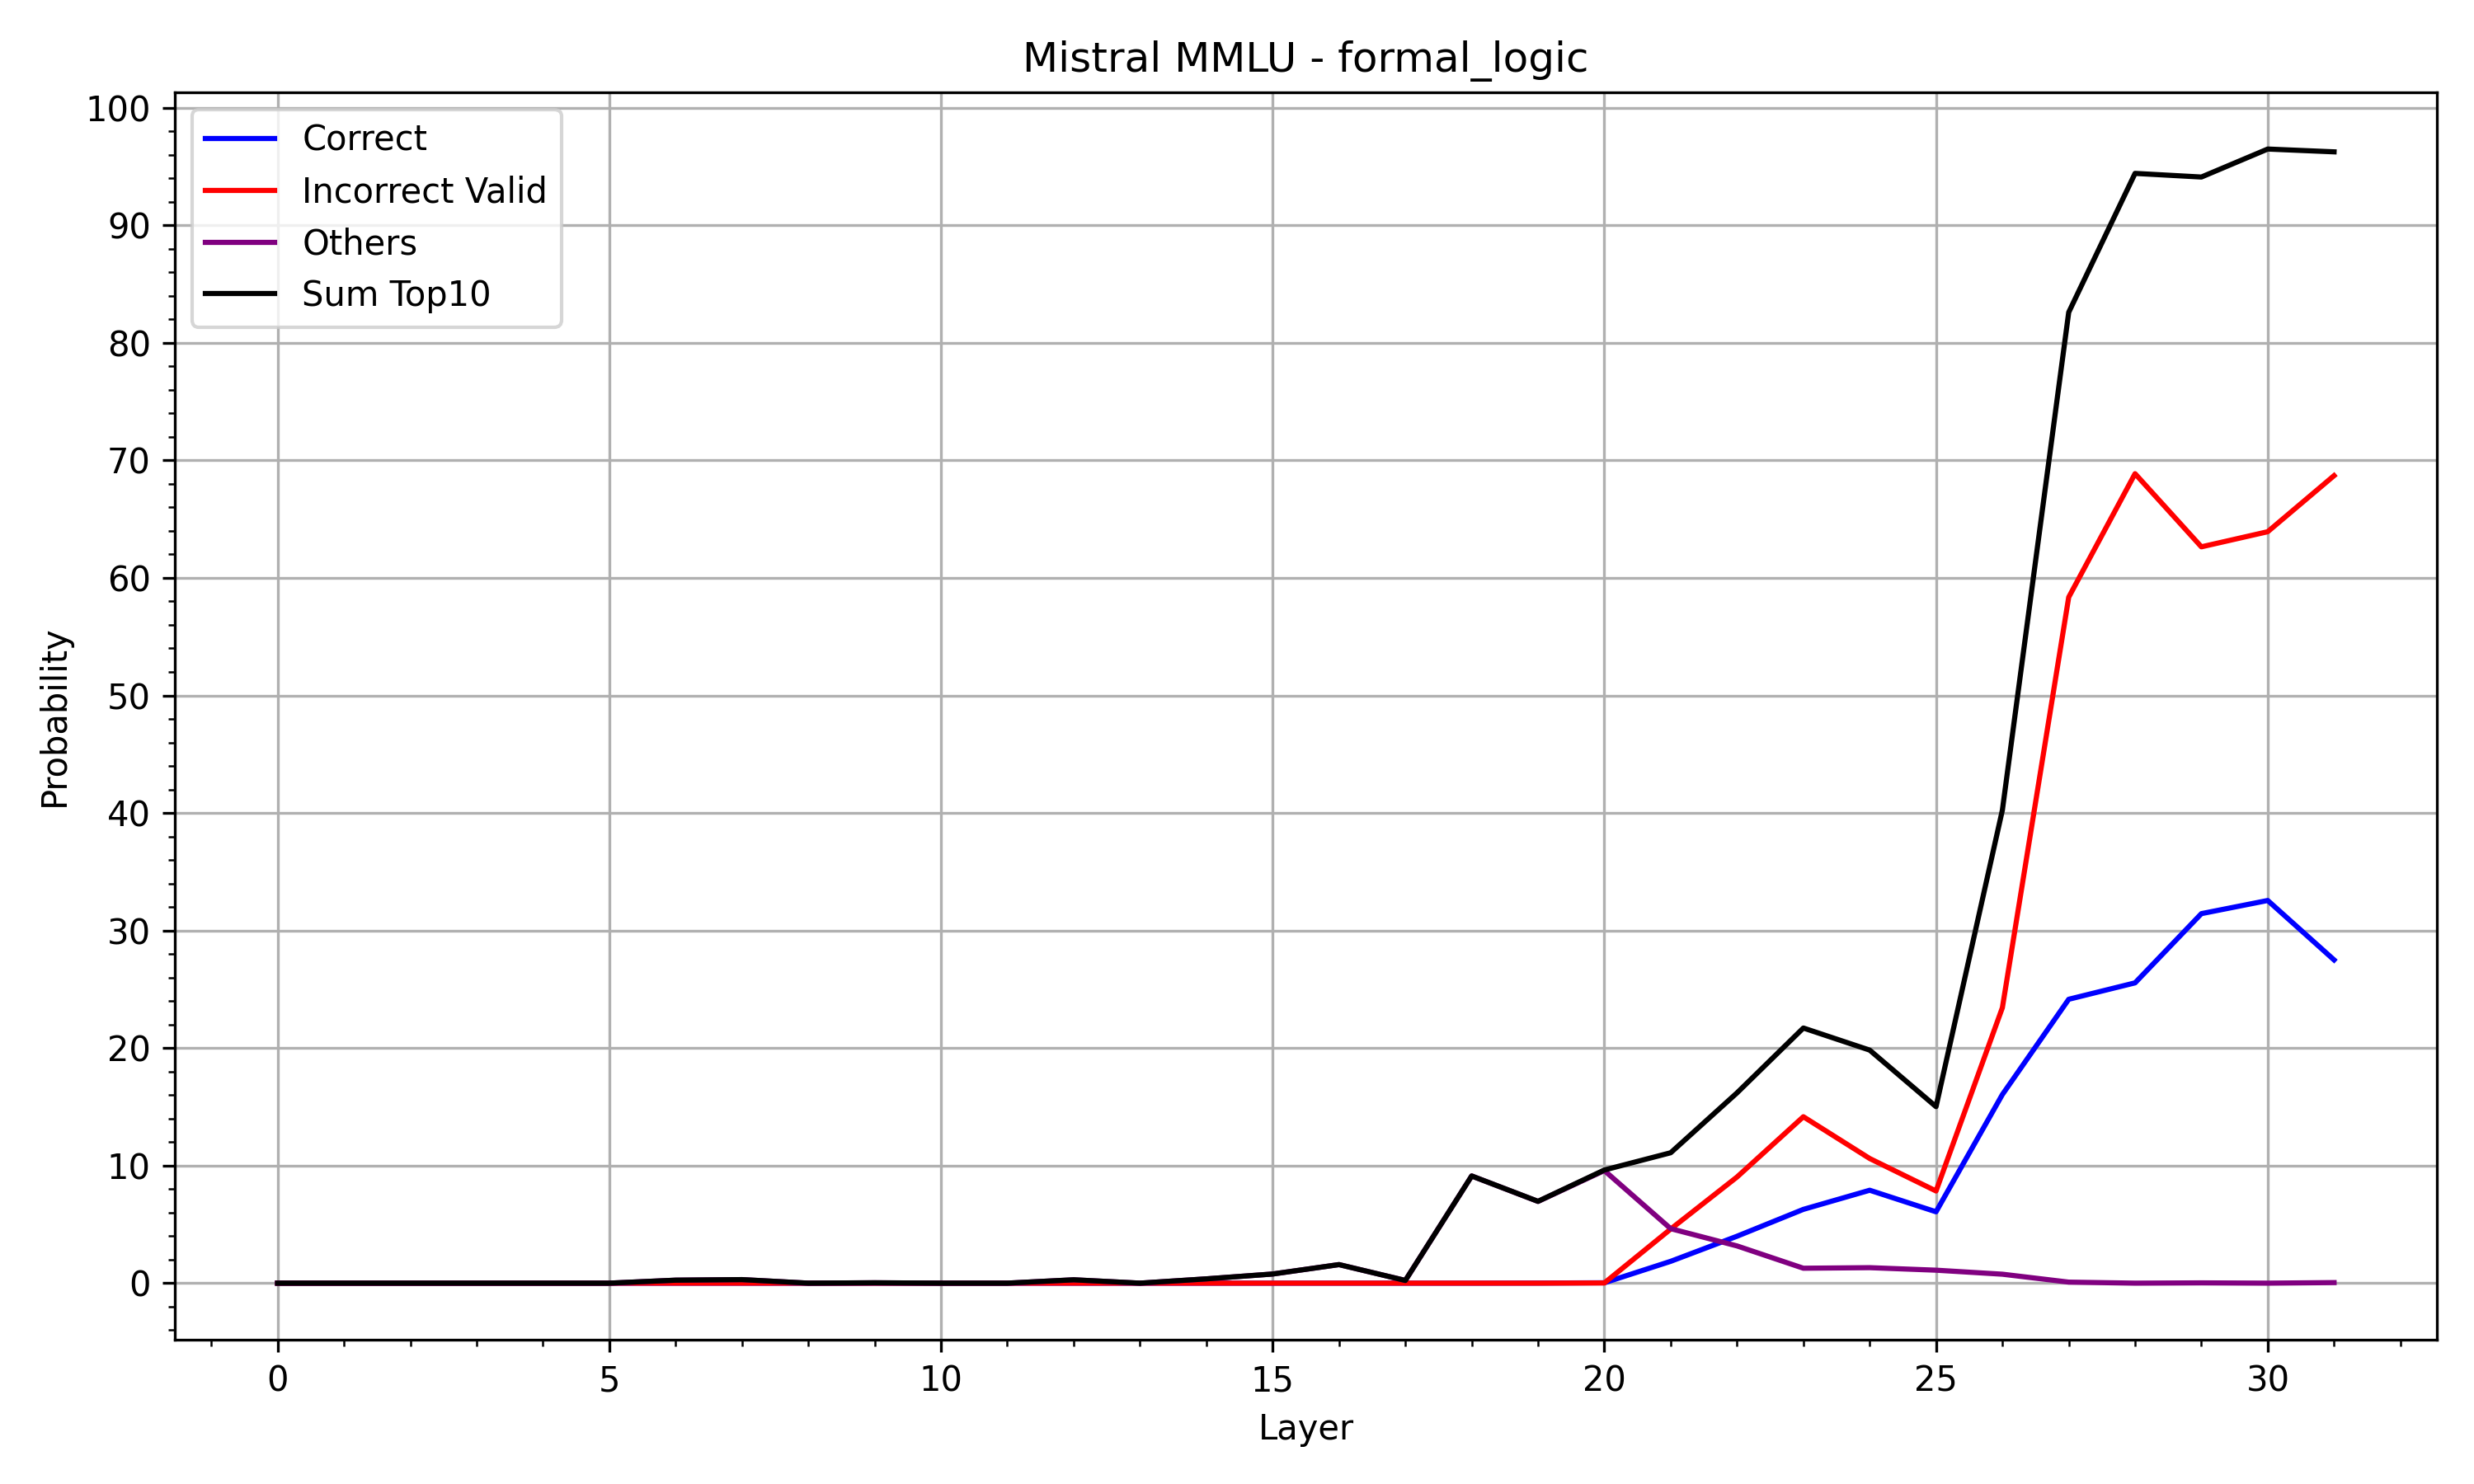 Mistral MMLU - formal_logic
Correct
Incorrect Valid
Others
Sum Top10
100
90
80
70
60
50
40
30
20
10
0
Probability
0 5 10 15 20 25 30
Layer